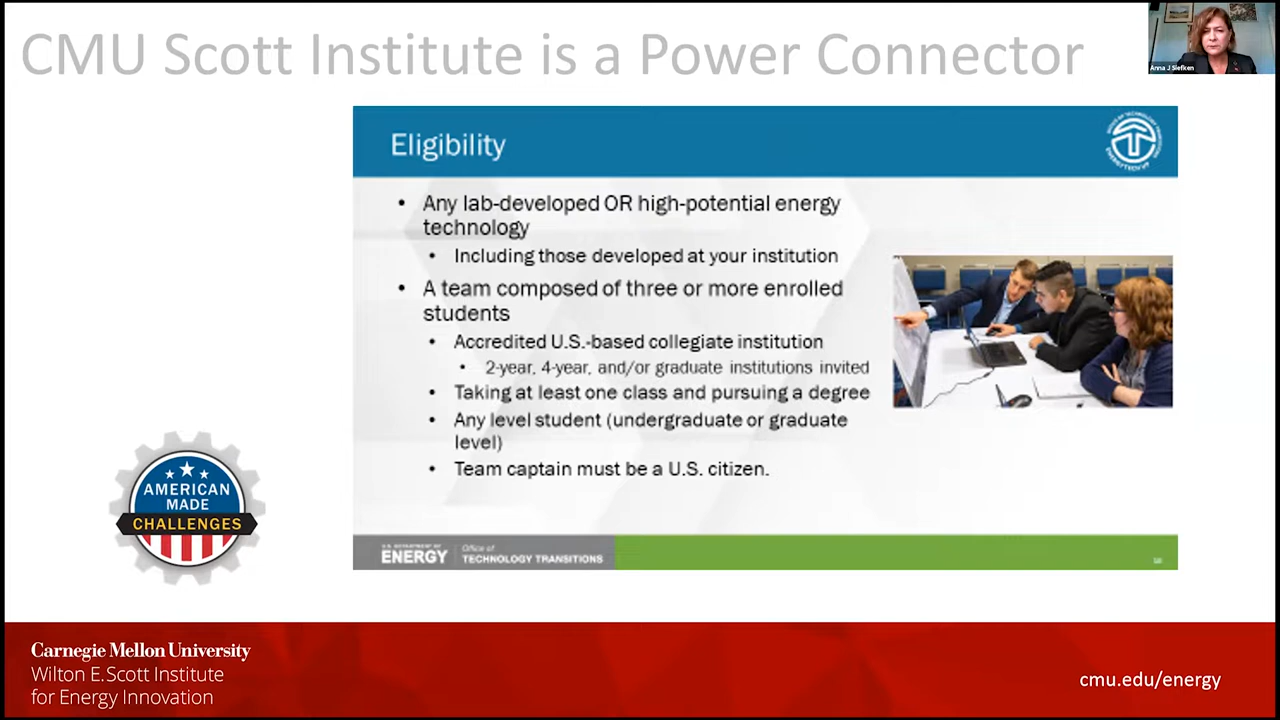 CMU Scott Institute is a Power Connector
Anna J Siefken
Eligibility
• Any lab-developed OR high-potential energy
technology
• Including those developed at your institution
• A team composed of three or more enrolled
students
• Accredited U.S.-based collegiate institution
• 2-year, 4-year, and/or graduate institutions invited
• Taking at least one class and pursuing a degree
• Any level student (undergraduate or graduate
level)
• Team captain must be a U.S. citizen.
AMERICAN
MADE
CHALLENGES
U.S. DEPARTMENT OF
ENERGY
Office of
TECHNOLOGY TRANSITIONS
Carnegie Mellon University
Wilton E. Scott Institute
for Energy Innovation
cmu.edu/energy